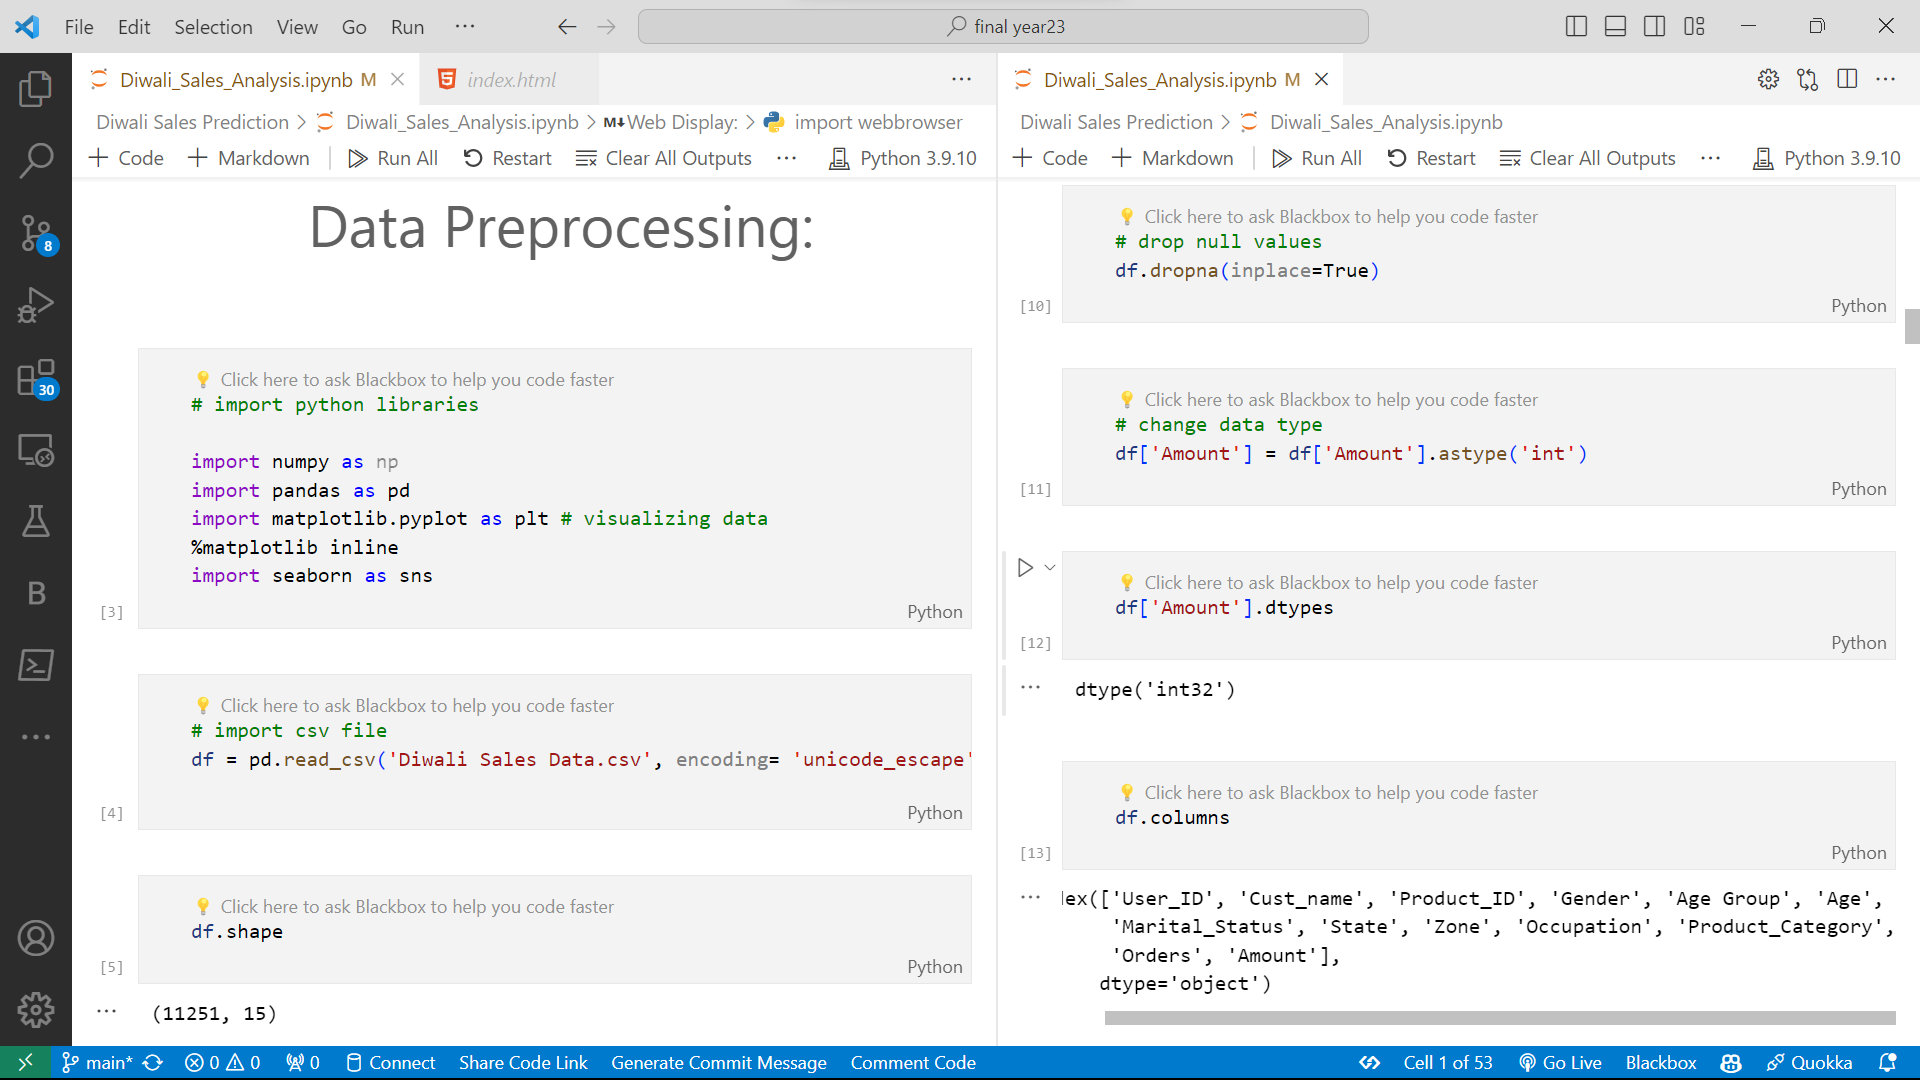 File Edit Selection View Go Run ··· final year23
Diwali_Sales_Analysis.ipynb M index.html ···
Diwali Sales Prediction > Diwali_Sales_Analysis.ipynb > M↓Web Display: > import webbrowser
Code Markdown Run All Restart Clear All Outputs ··· Python 3.9.10
Data Preprocessing:
Click here to ask Blackbox to help you code faster
# import python libraries
import numpy as np
import pandas as pd
import matplotlib.pyplot as plt # visualizing data
%matplotlib inline
import seaborn as sns
[3] Python
Click here to ask Blackbox to help you code faster
# import csv file
df = pd.read_csv('Diwali Sales Data.csv', encoding= 'unicode_escape'
[4] Python
Click here to ask Blackbox to help you code faster
df.shape
[5] Python
··· (11251, 15)
Diwali_Sales_Analysis.ipynb M ···
Diwali Sales Prediction > Diwali_Sales_Analysis.ipynb
Code Markdown Run All Restart Clear All Outputs ··· Python 3.9.10
Click here to ask Blackbox to help you code faster
# drop null values
df.dropna(inplace=True)
[10] Python
Click here to ask Blackbox to help you code faster
# change data type
df['Amount'] = df['Amount'].astype('int')
[11] Python
Click here to ask Blackbox to help you code faster
df['Amount'].dtypes
[12] Python
··· dtype('int32')
Click here to ask Blackbox to help you code faster
df.columns
[13] Python
··· lex(['User_ID', 'Cust_name', 'Product_ID', 'Gender', 'Age Group', 'Age',
'Marital_Status', 'State', 'Zone', 'Occupation', 'Product_Category',
'Orders', 'Amount'],
dtype='object')
8
30
B
main* 0 0 0 Connect Share Code Link Generate Commit Message Comment Code Cell 1 of 53 Go Live Blackbox Quokka